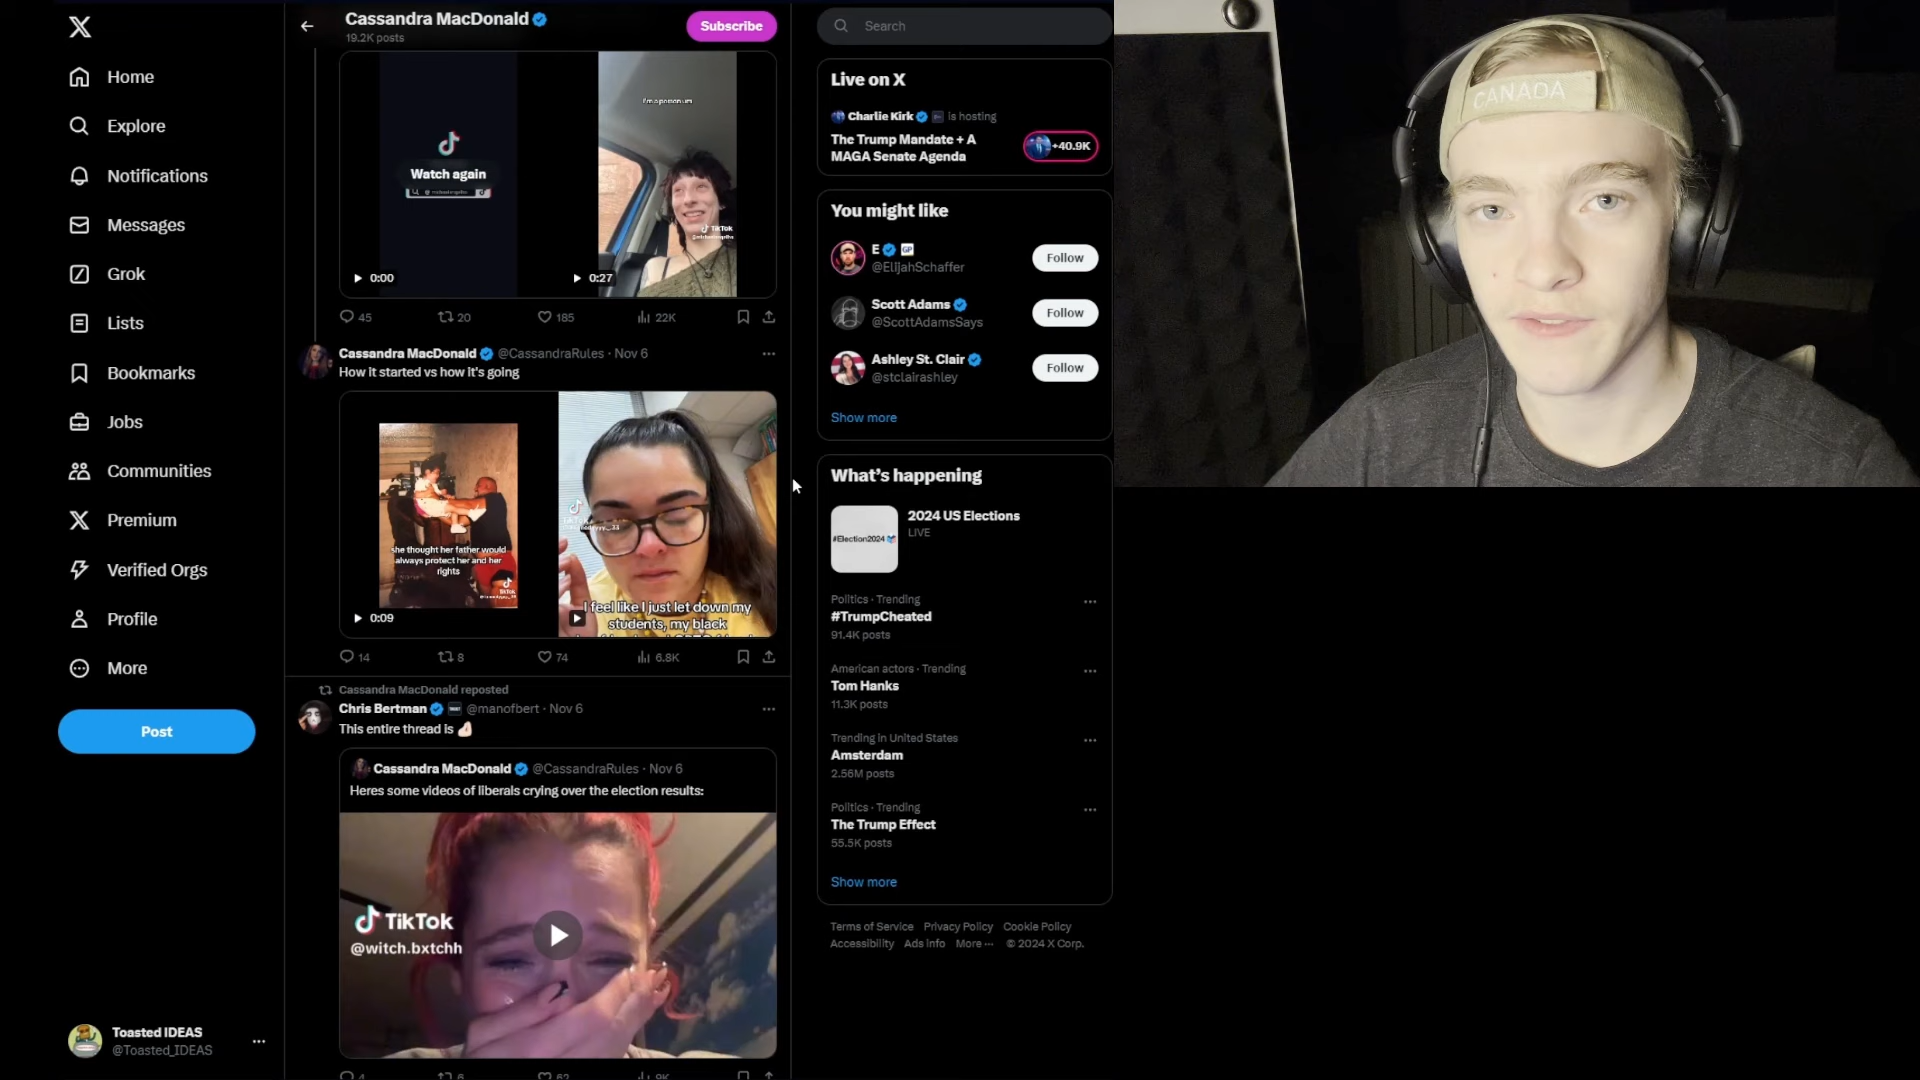 Home
Explore
Notifications
Messages
Grok
Lists
Bookmarks
Jobs
Communities
Premium
Verified Orgs
Profile
More
Post
Toasted IDEAS
@Toasted_IDEAS
Cassandra MacDonald
19.2K posts
Subscribe
Watch again
0:00
TikTok
0:27
45
20
185
22K
Cassandra MacDonald @CassandraRules · Nov 6
How it started vs how it's going
she thought her father would
always protect her and her
rights
0:09
I feel like I just let down my
students, my black
14
8
74
6.8K
Cassandra MacDonald reposted
Chris Bertman @manofbert · Nov 6
This entire thread is
Cassandra MacDonald @CassandraRules · Nov 6
Heres some videos of liberals crying over the election results:
TikTok
@witch.bxtchh
Search
Live on X
Charlie Kirk is hosting
The Trump Mandate + A
MAGA Senate Agenda
+40.9K
You might like
E
@ElijahSchaffer
Follow
Scott Adams
@ScottAdamsSays
Follow
Ashley St. Clair
@stclairashley
Follow
Show more
What's happening
#Election2024
2024 US Elections
LIVE
Politics · Trending
#TrumpCheated
91.4K posts
American actors · Trending
Tom Hanks
11.3K posts
Trending in United States
Amsterdam
2.56M posts
Politics · Trending
The Trump Effect
55.5K posts
Show more
Terms of Service Privacy Policy Cookie Policy
Accessibility Ads info More ··· © 2024 X Corp.
CANADA